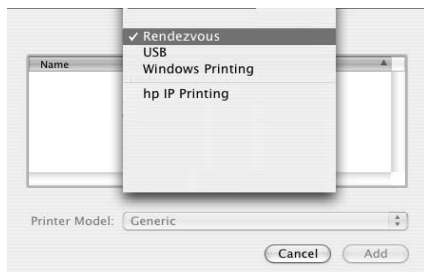 ✓ Rendezvous
USB
Name
Windows Printing
hp IP Printing
Printer Model: Generic
Cancel Add